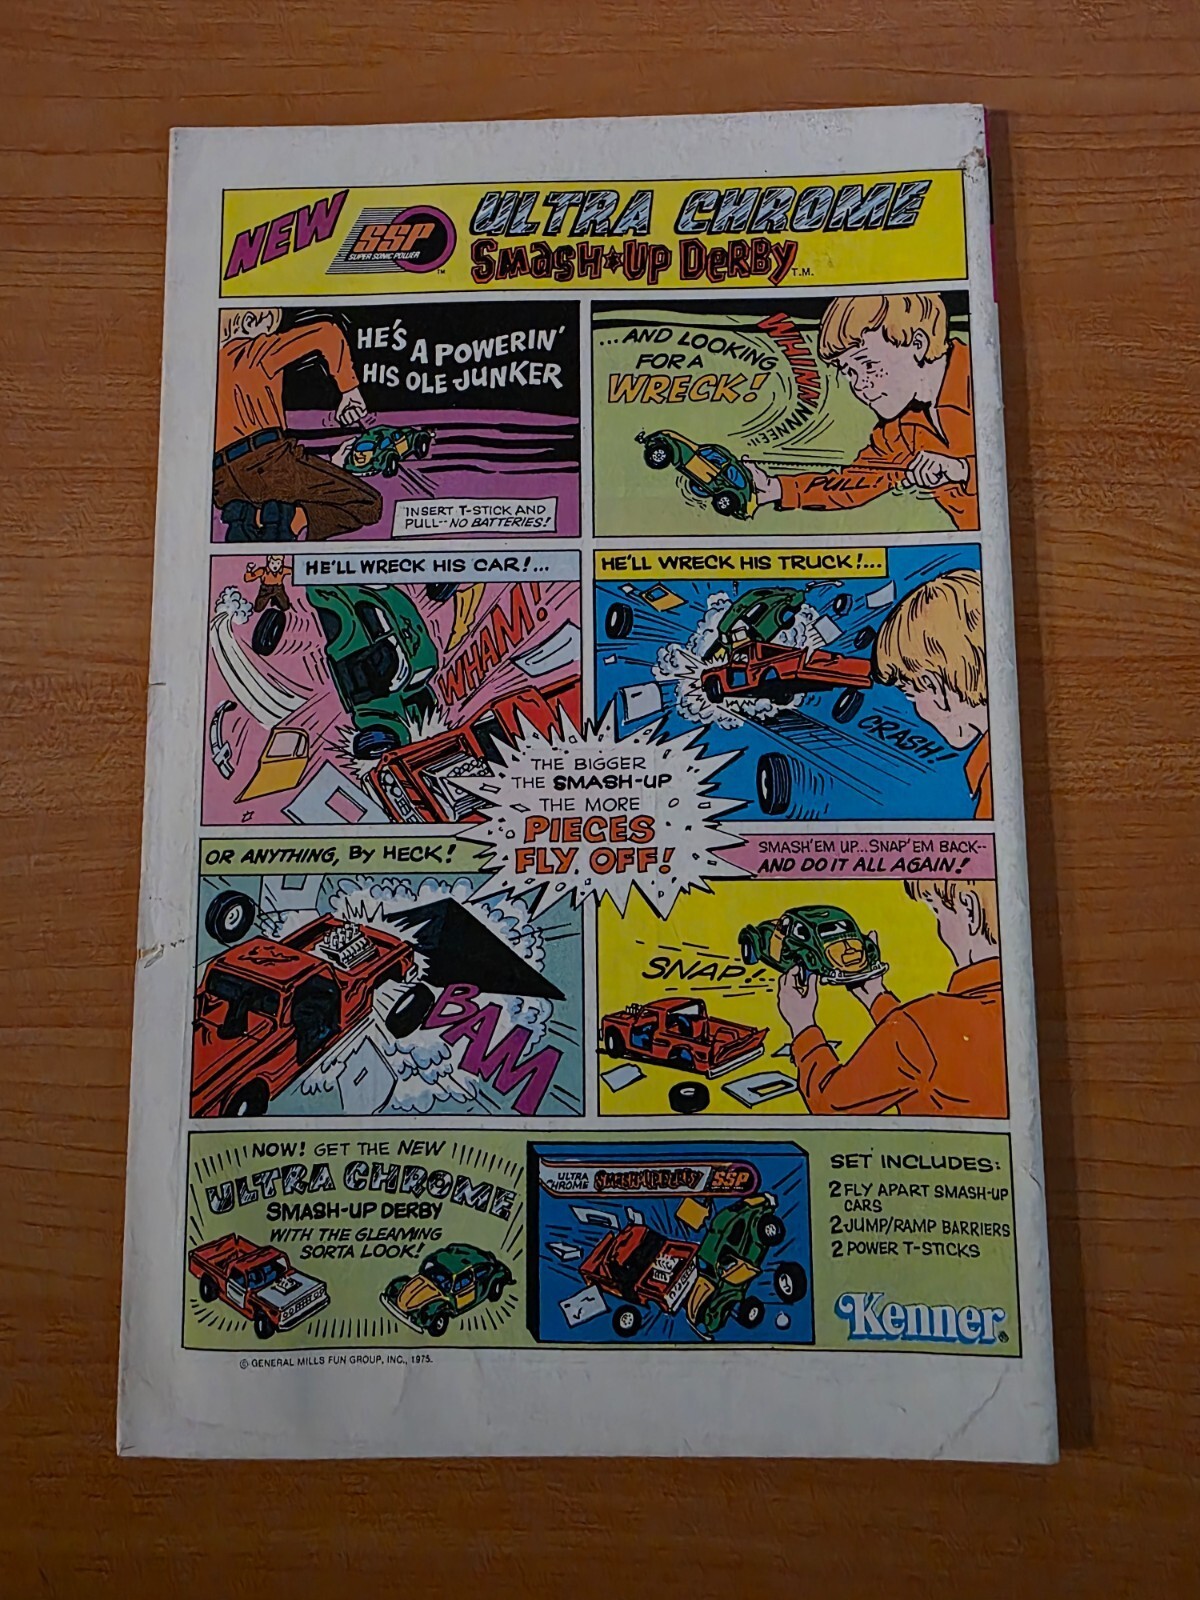 NEW
SSP
SUPER SONIC POWER
TM
ULTRA CHROME
SMASH★UP DERBY T.M.
HE'S A POWERIN'
HIS OLE JUNKER
INSERT T-STICK AND
PULL--NO BATTERIES!
...AND LOOKING
FOR A
WRECK!
WHINNNNNNEEE!!
PULL!
HE'LL WRECK HIS CAR!...
WHAM!
HE'LL WRECK HIS TRUCK!...
CRASH!
THE BIGGER
THE SMASH-UP
THE MORE
PIECES
FLY OFF!
OR ANYTHING, BY HECK!
BAM
SMASH 'EM UP...SNAP 'EM BACK--
AND DO IT ALL AGAIN!
SNAP!
NOW! GET THE NEW
ULTRA CHROME
SMASH-UP DERBY
WITH THE GLEAMING
SORTA LOOK!
ULTRA
CHROME
SMASH-UP DERBY
SSP
SET INCLUDES:
2 FLY APART SMASH-UP
CARS
2 JUMP/RAMP BARRIERS
2 POWER T-STICKS
Kenner®
© GENERAL MILLS FUN GROUP, INC., 1975.